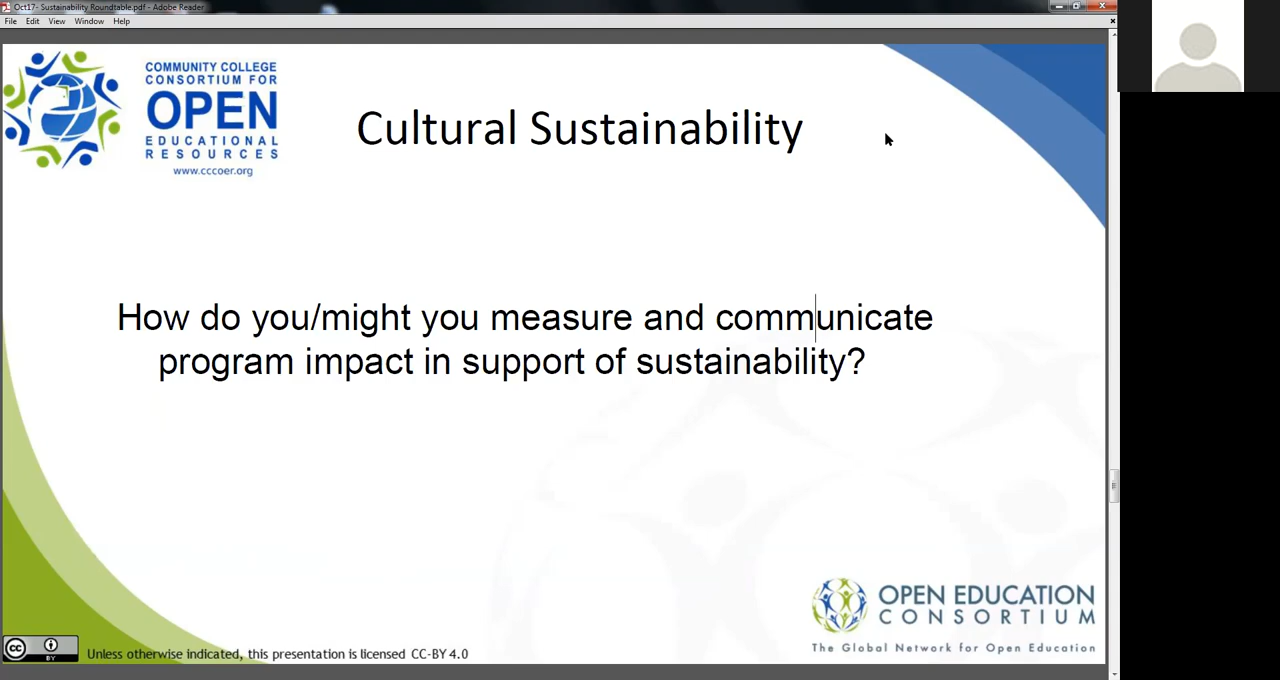 Oct17- Sustainability Roundtable.pdf - Adobe Reader
File Edit View Window Help
COMMUNITY COLLEGE
CONSORTIUM FOR
OPEN
EDUCATIONAL
RESOURCES
www.cccoer.org
Cultural Sustainability
How do you/might you measure and communicate
program impact in support of sustainability?
OPEN EDUCATION
CONSORTIUM
The Global Network for Open Education
cc BY
Unless otherwise indicated, this presentation is licensed CC-BY 4.0